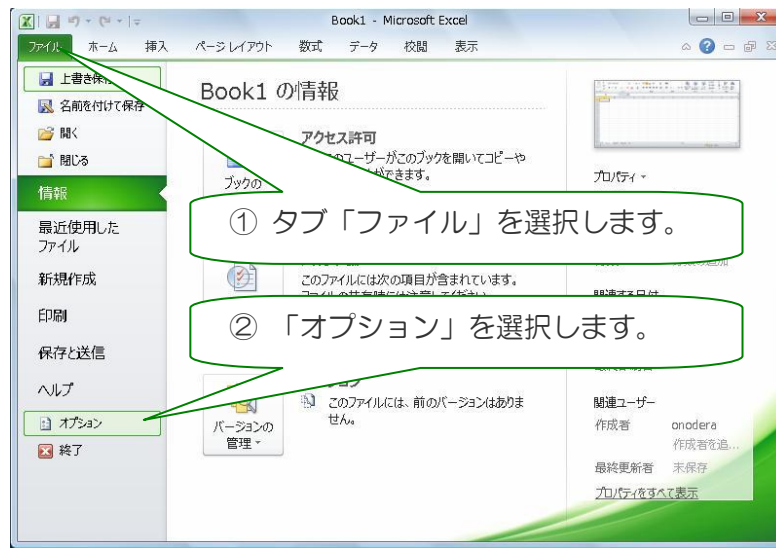 Book1 - Microsoft Excel
ファイル ホーム 挿入 ページ レイアウト 数式 データ 校閲 表示
上書き保存
名前を付けて保存
開く
閉じる
情報
最近使用した
ファイル
新規作成
印刷
保存と送信
ヘルプ
オプション
終了
Book1 の情報
アクセス許可
のユーザーがこのブックを開いてコピーや
できます。
ブックの
① タブ「ファイル」を選択します。
このファイルには次の項目が含まれています。
② 「オプション」を選択します。
バージョンの
管理
このファイルには、前のバージョンはありま
せん。
プロパティ
関連ユーザー
作成者 onodera
作成者を追...
最終更新者 未保存
プロパティをすべて表示